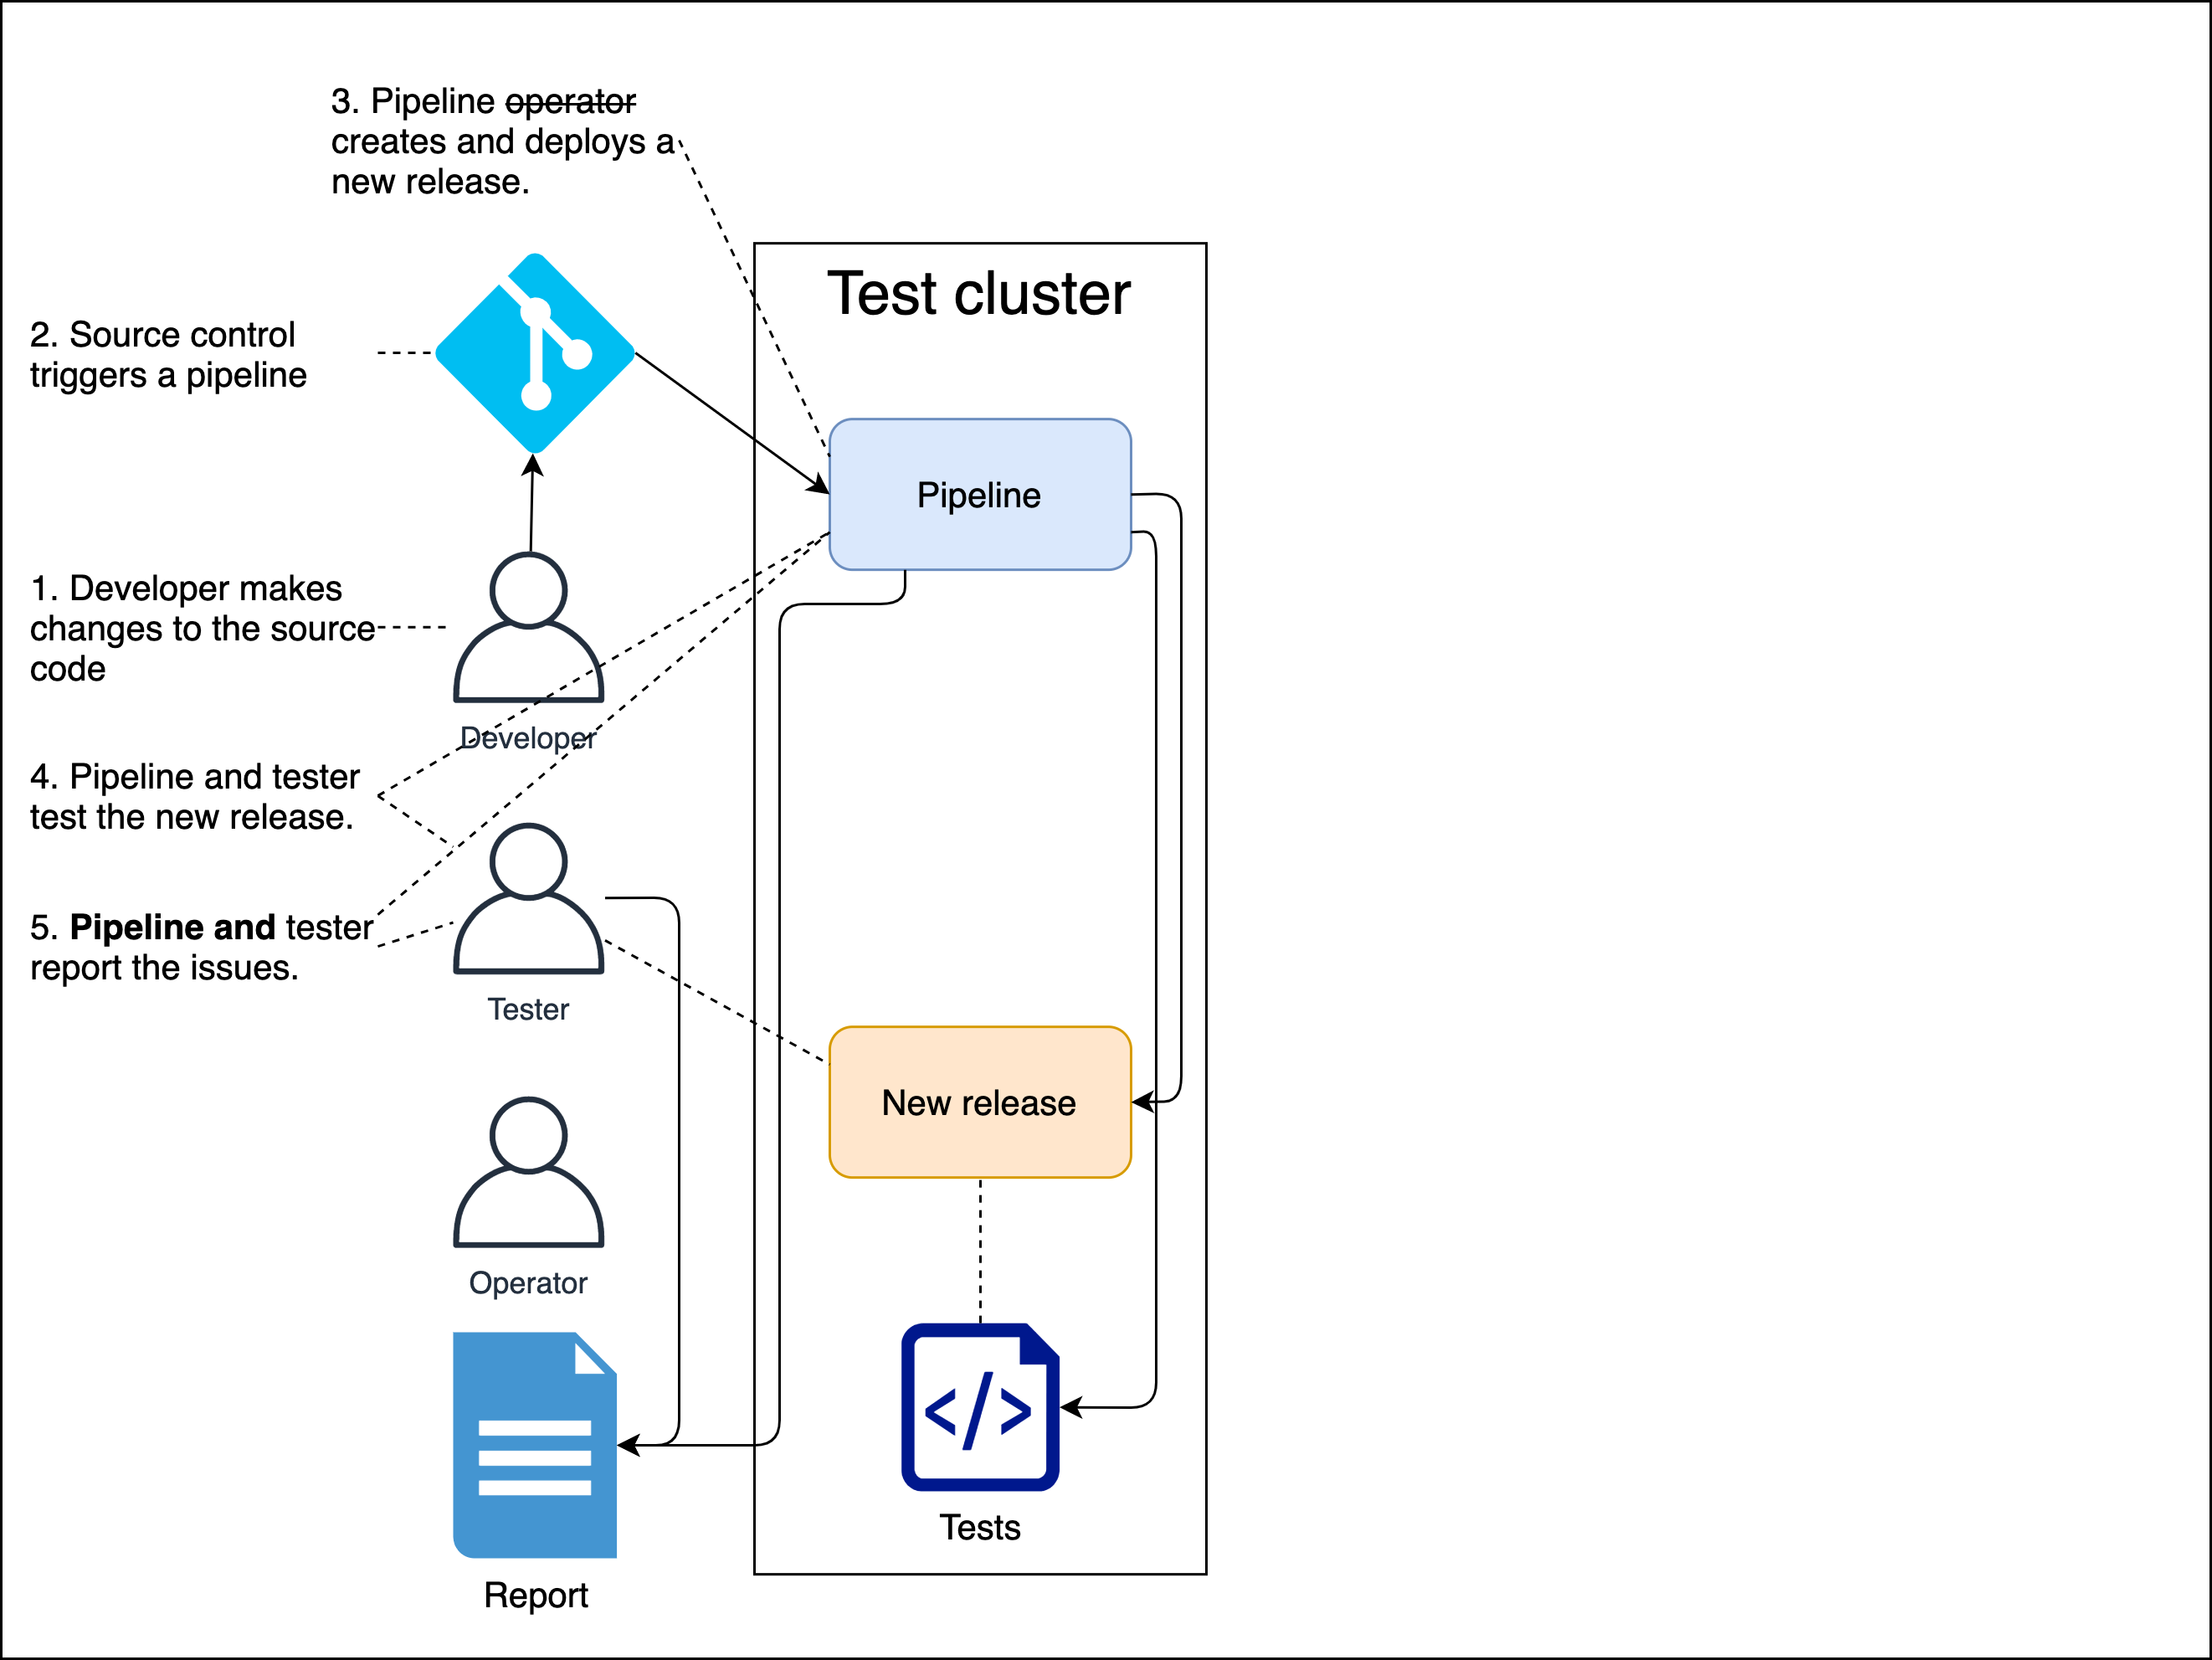 3. Pipeline operator
creates and deploys a
new release.
Test cluster
2. Source control
triggers a pipeline
Pipeline
1. Developer makes
changes to the source
code
Developer
4. Pipeline and tester
test the new release.
5. Pipeline and tester
report the issues.
Tester
New release
Operator
Tests
Report